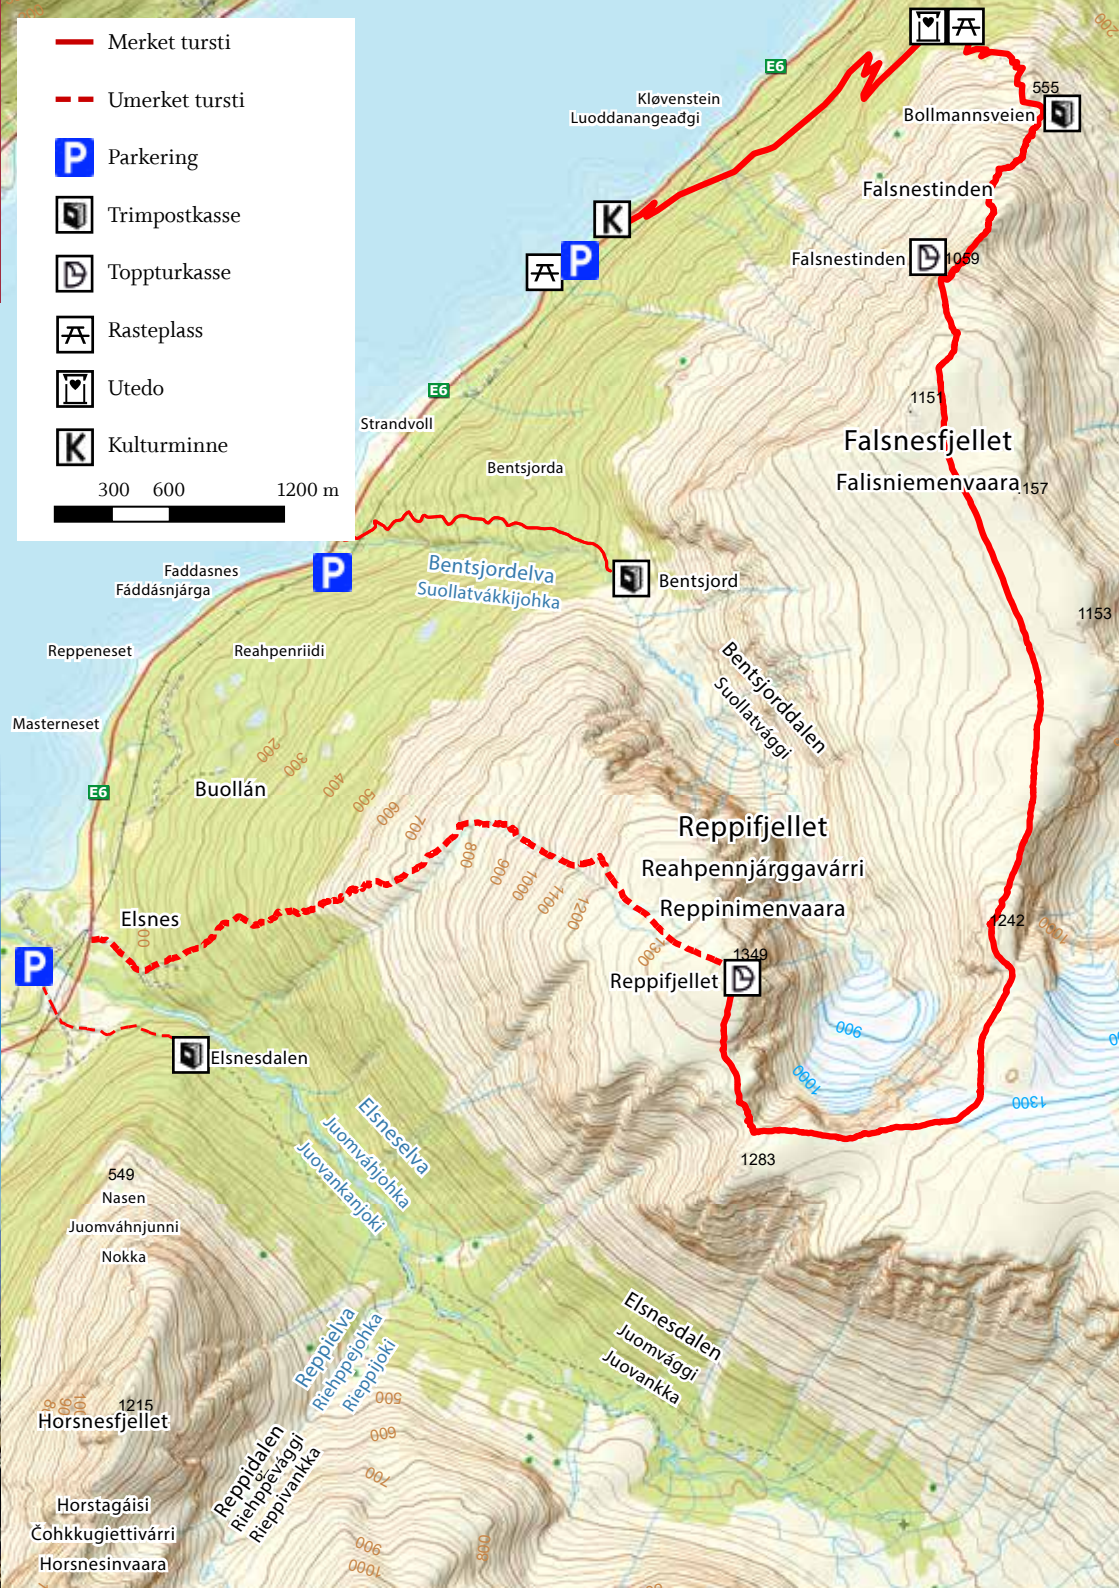 Merket tursti
Umerket tursti
P Parkering
Trimpostkasse
D Toppturkasse
Rasteplass
Utedo
K Kulturminne
300 600 1200 m
E6
Kløvenstein
Luoddanangeađgi
555
Bollmannsveien
Falsnestinden
K
P
Falsnestinden
D
1059
E6
1151
Strandvoll
Falsnesfjellet
Bentsjorda
Falisniemenvaara
157
Bentsjordelva
Suollatvákkijohka
Faddasnes
Fáddásnjárga
P
Bentsjord
1153
Reppeneset
Reahpenriidi
Bentsjorddalen
Suollatvággi
Masterneset
200
300
400
500
600
700
800
900
1000
1100
1200
1300
E6
Buollán
Reppifjellet
Reahpennjárggavárri
Reppinimenvaara
Elsnes
1242
1349
Reppifjellet
D
P
900
1000
1300
Elsnesdalen
Elsneselva
Juomváhjohka
Juovankanjoki
1283
549
Nasen
Juomváhnjunni
Nokka
Elsnesdalen
Juomvággi
Juovankka
Reppielva
Riehppejohka
Rieppijoki
500
600
700
800
900
1000
1215
Horsnesfjellet
Reppidalen
Riehppevággi
Rieppivankka
Horstagáisi
Čohkkugiettivárri
Horsnesinvaara